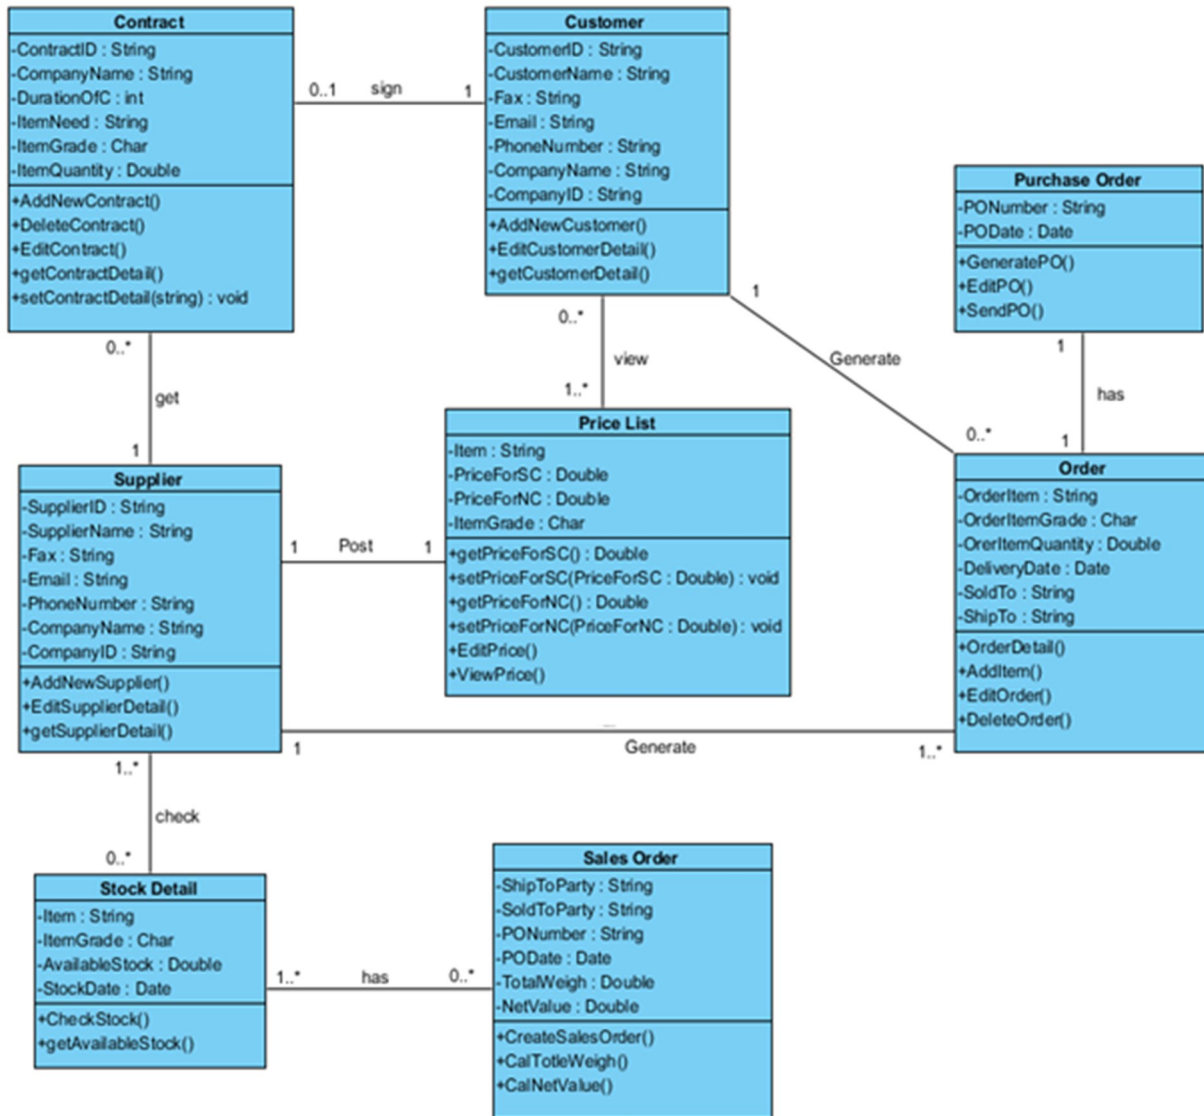 Contract
-ContractID : String
-CompanyName : String
-DurationOfC : int
-ItemNeed : String
-ItemGrade : Char
-ItemQuantity : Double
+AddNewContract()
+DeleteContract()
+EditContract()
+getContractDetail()
+setContractDetail(string) : void
0..1 sign 1
Customer
-CustomerID : String
-CustomerName : String
-Fax : String
-Email : String
-PhoneNumber : String
-CompanyName : String
-CompanyID : String
+AddNewCustomer()
+EditCustomerDetail()
+getCustomerDetail()
Purchase Order
-PONumber : String
-PODate : Date
+GeneratePO()
+EditPO()
+SendPO()
0..*
get
1
0..*
view
1..*
1
Generate
0..*
1
has
1
Supplier
-SupplierID : String
-SupplierName : String
-Fax : String
-Email : String
-PhoneNumber : String
-CompanyName : String
-CompanyID : String
+AddNewSupplier()
+EditSupplierDetail()
+getSupplierDetail()
1 Post 1
Price List
-Item : String
-PriceForSC : Double
-PriceForNC : Double
-ItemGrade : Char
+getPriceForSC() : Double
+setPriceForSC(PriceForSC : Double) : void
+getPriceForNC() : Double
+setPriceForNC(PriceForNC : Double) : void
+EditPrice()
+ViewPrice()
Order
-OrderItem : String
-OrderItemGrade : Char
-OrerItemQuantity : Double
-DeliveryDate : Date
-SoldTo : String
-ShipTo : String
+OrderDetail()
+AddItem()
+EditOrder()
+DeleteOrder()
1 Generate 1..*
1..*
check
0..*
Stock Detail
-Item : String
-ItemGrade : Char
-AvailableStock : Double
-StockDate : Date
+CheckStock()
+getAvailableStock()
1..* has 0..*
Sales Order
-ShipToParty : String
-SoldToParty : String
-PONumber : String
-PODate : Date
-TotalWeigh : Double
-NetValue : Double
+CreateSalesOrder()
+CalTotleWeigh()
+CalNetValue()